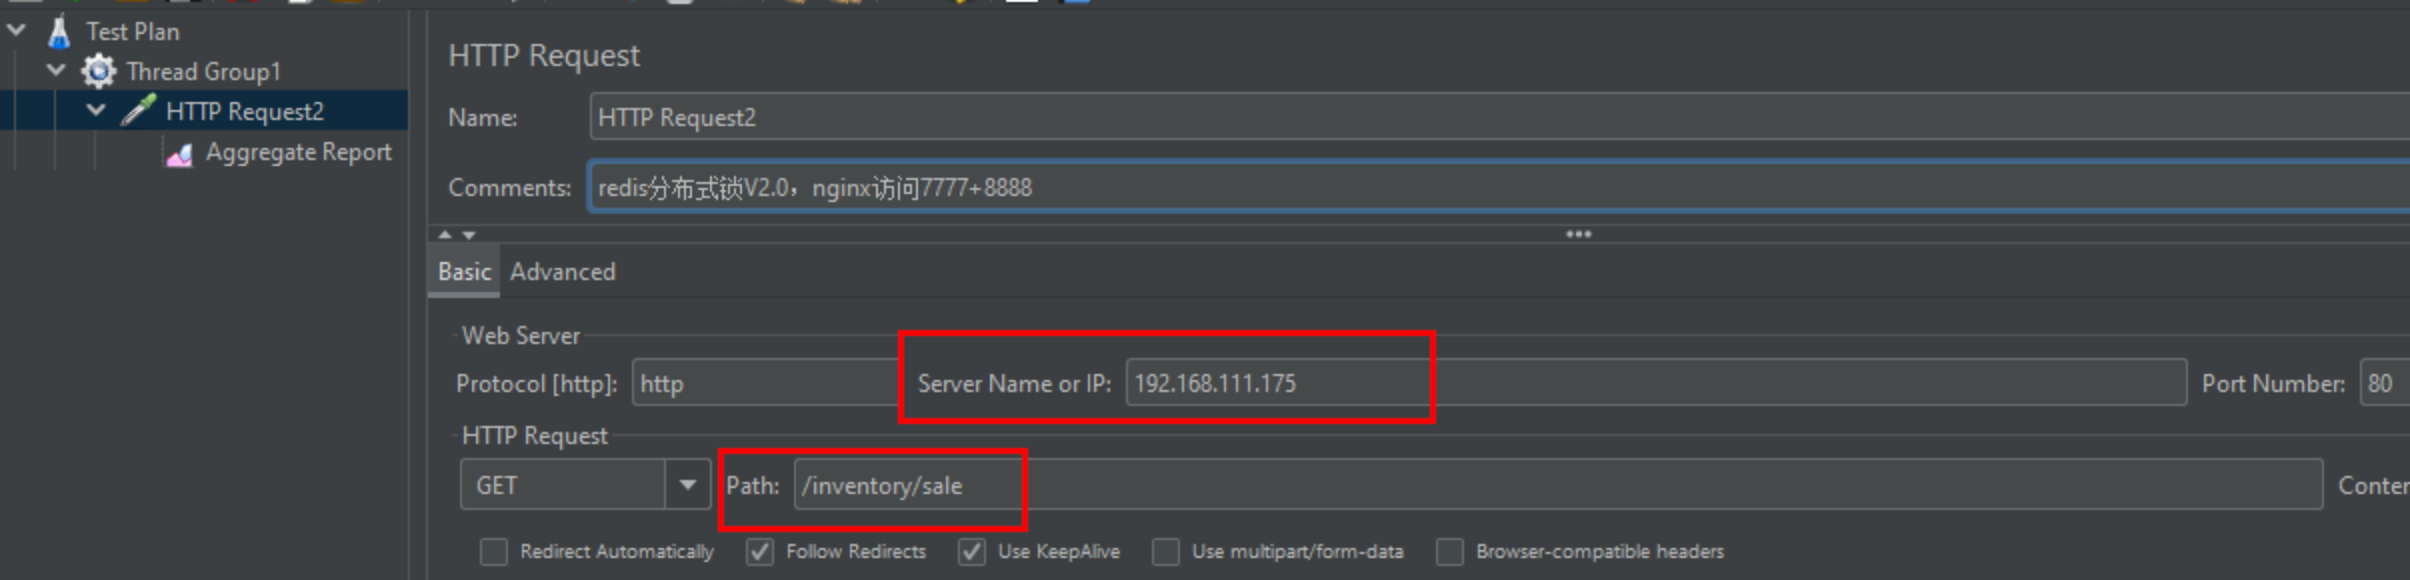 Test Plan
Thread Group1
HTTP Request2
Aggregate Report
HTTP Request
Name: HTTP Request2
Comments: redis分布式锁V2.0，nginx访问7777+8888
Basic Advanced
Web Server
Protocol [http]: http Server Name or IP: 192.168.111.175 Port Number: 80
HTTP Request
GET Path: /inventory/sale
Redirect Automatically Follow Redirects Use KeepAlive Use multipart/form-data Browser-compatible headers